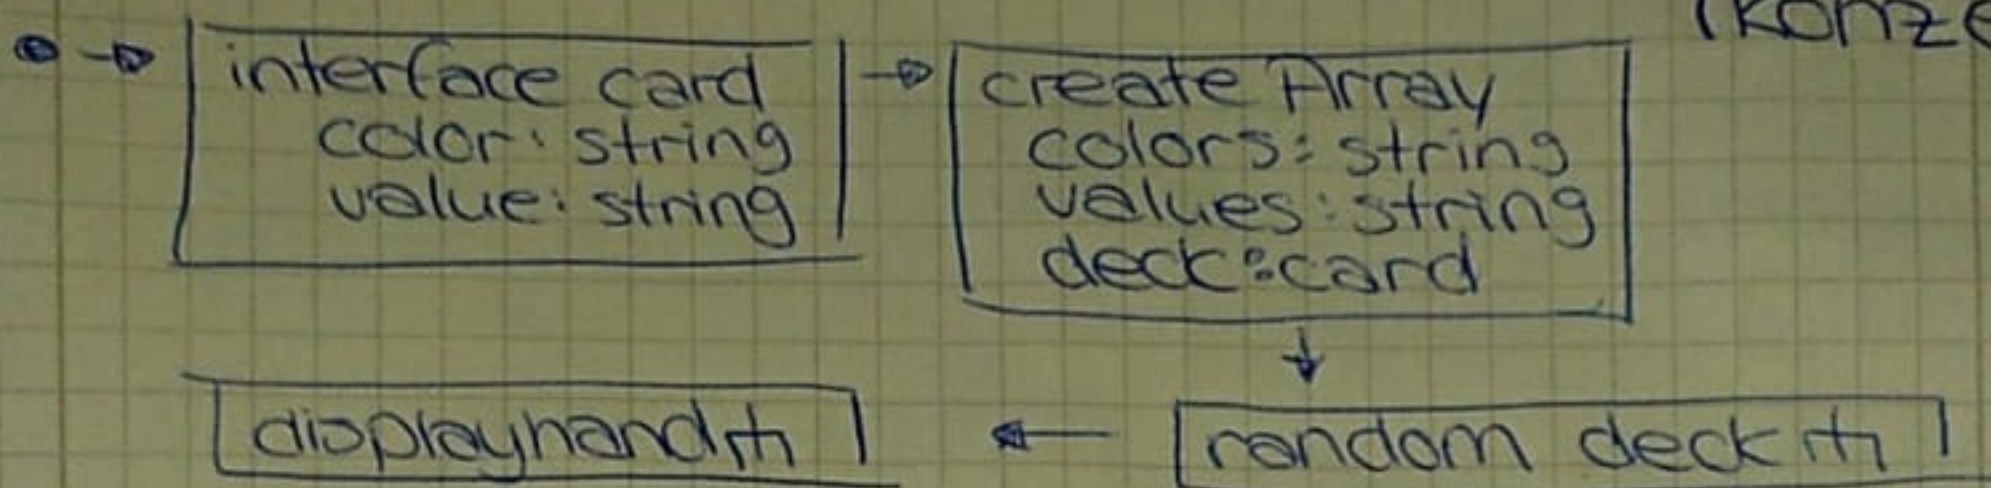 interface card
color: string
value: string
create Array
colors: string
values: string
deck: card
random deck
displayhand